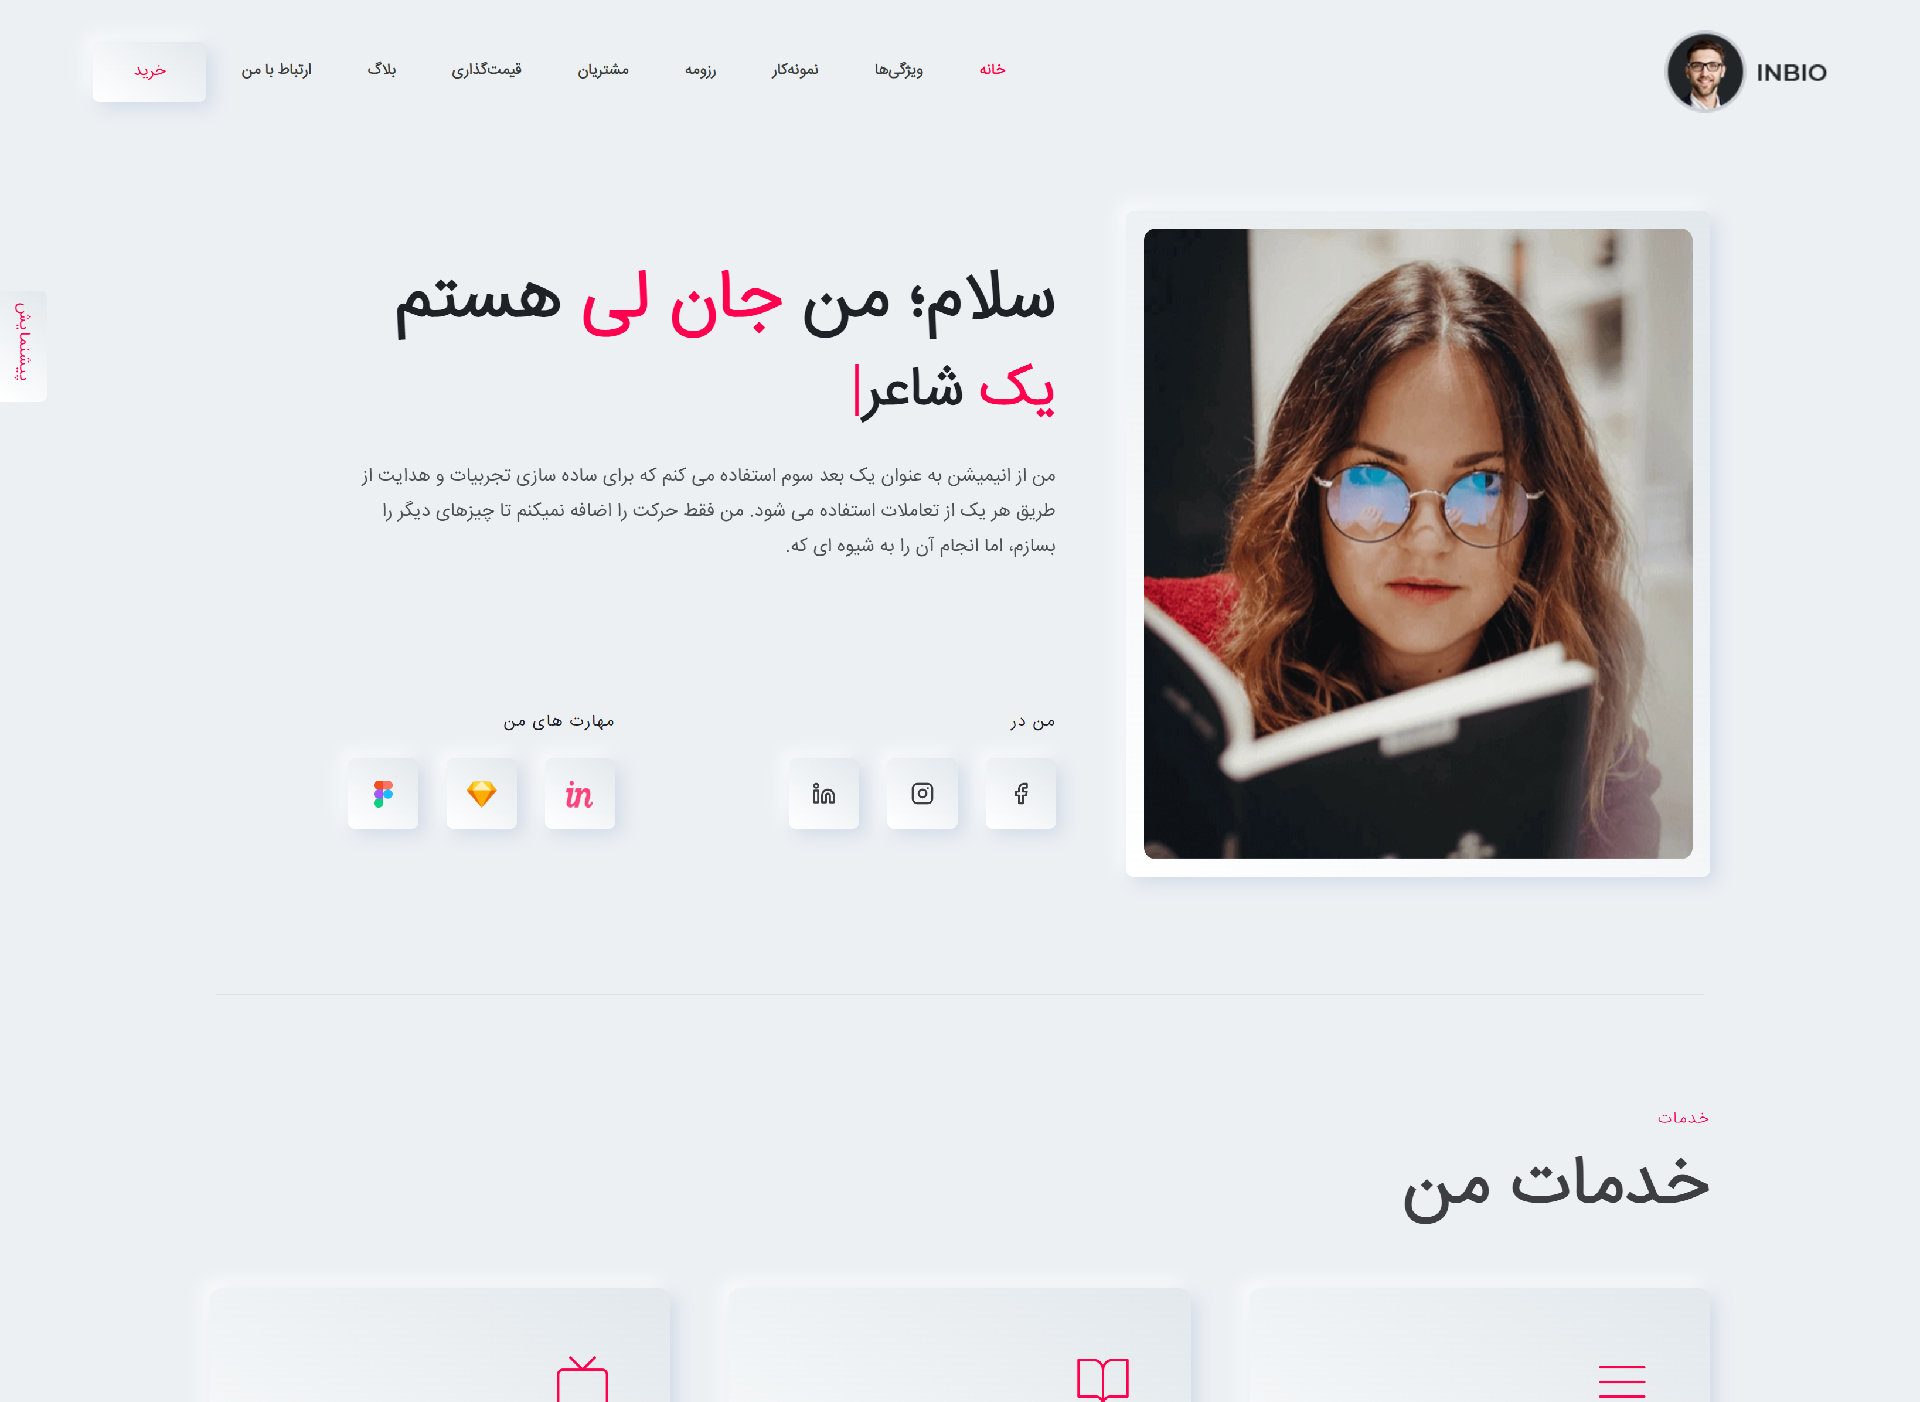 INBIO
خانه
ویژگی‌ها
نمونه‌کار
رزومه
مشتریان
قیمت‌گذاری
بلاگ
ارتباط با من
خرید
سلام؛ من جان لی هستم
یک شاعر
من از انیمیشن به عنوان یک بعد سوم استفاده می کنم که برای ساده سازی تجربیات و هدایت از
طریق هر یک از تعاملات استفاده می شود. من فقط حرکت را اضافه نمیکنم تا چیزهای دیگر را
بسازم، اما انجام آن را به شیوه ای که.
من در
مهارت های من
in
پیشنمایش
خدمات
خدمات من